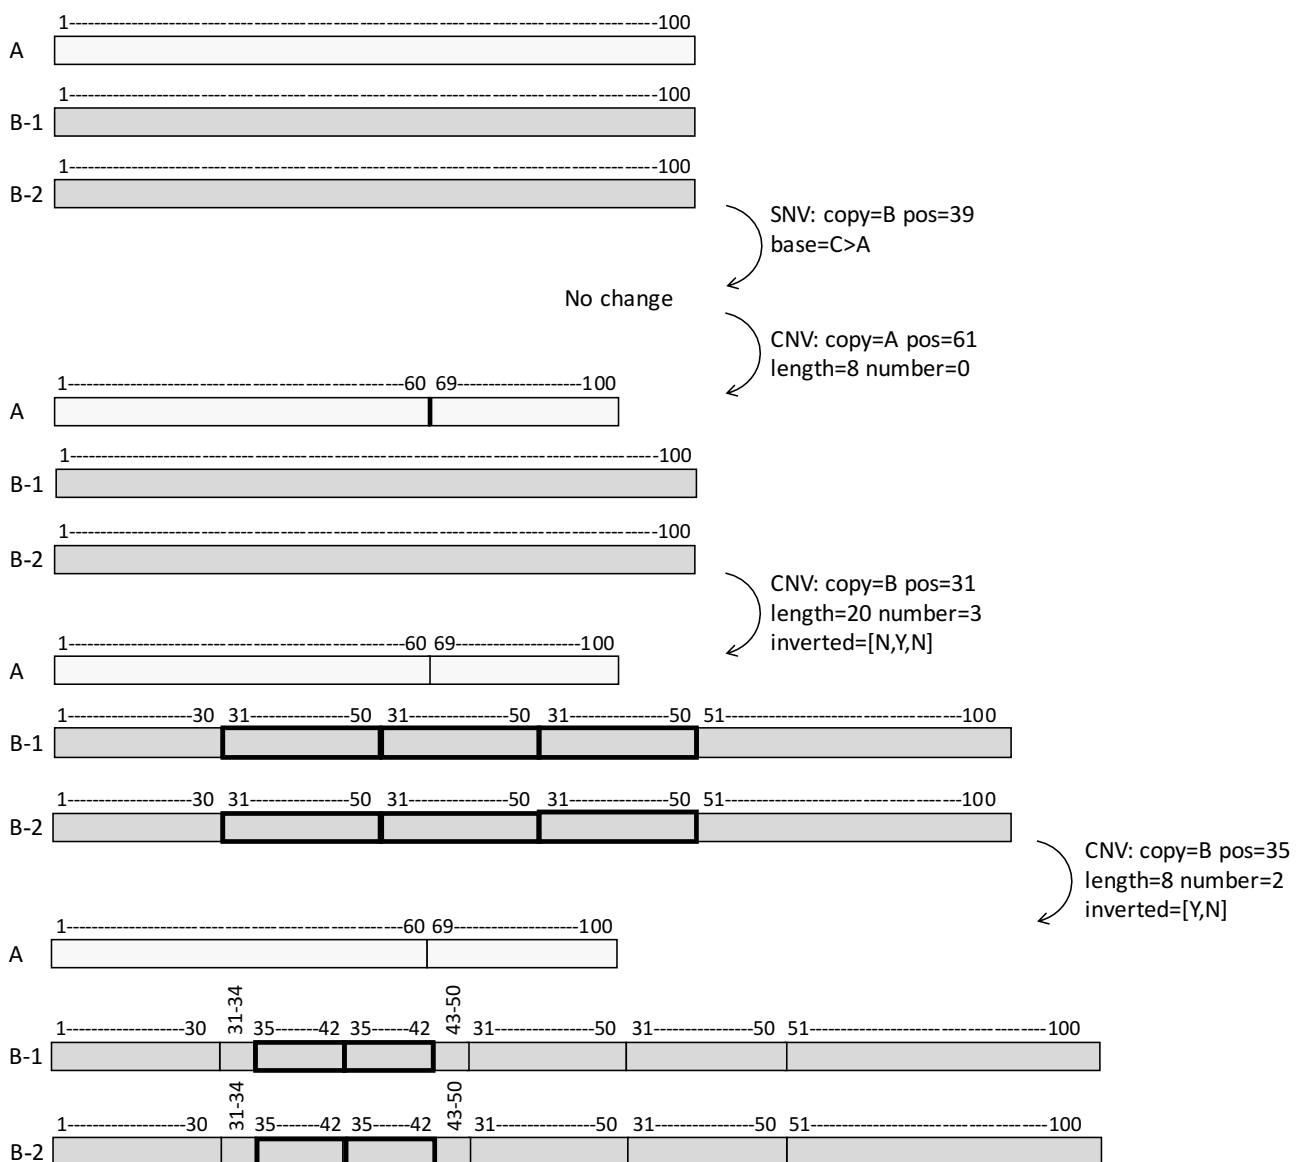 1--------------------------------------------------100
A
1--------------------------------------------------100
B-1
1--------------------------------------------------100
B-2
SNV: copy=B pos=39
base=C>A
No change
CNV: copy=A pos=61
length=8 number=0
1------------------------------60 69----------------100
A
1--------------------------------------------------100
B-1
1--------------------------------------------------100
B-2
CNV: copy=B pos=31
length=20 number=3
inverted=[N,Y,N]
1------------------------------60 69----------------100
A
1---------------30 31-------------50 31-------------50 31-------------50 51-------------------------100
B-1
1---------------30 31-------------50 31-------------50 31-------------50 51-------------------------100
B-2
CNV: copy=B pos=35
length=8 number=2
inverted=[Y,N]
1------------------------------60 69----------------100
A
1---------------30 31-34 35-------42 35------42 43-50 31-------------50 31-------------50 51-------------------------100
B-1
1---------------30 31-34 35-------42 35------42 43-50 31-------------50 31-------------50 51-------------------------100
B-2